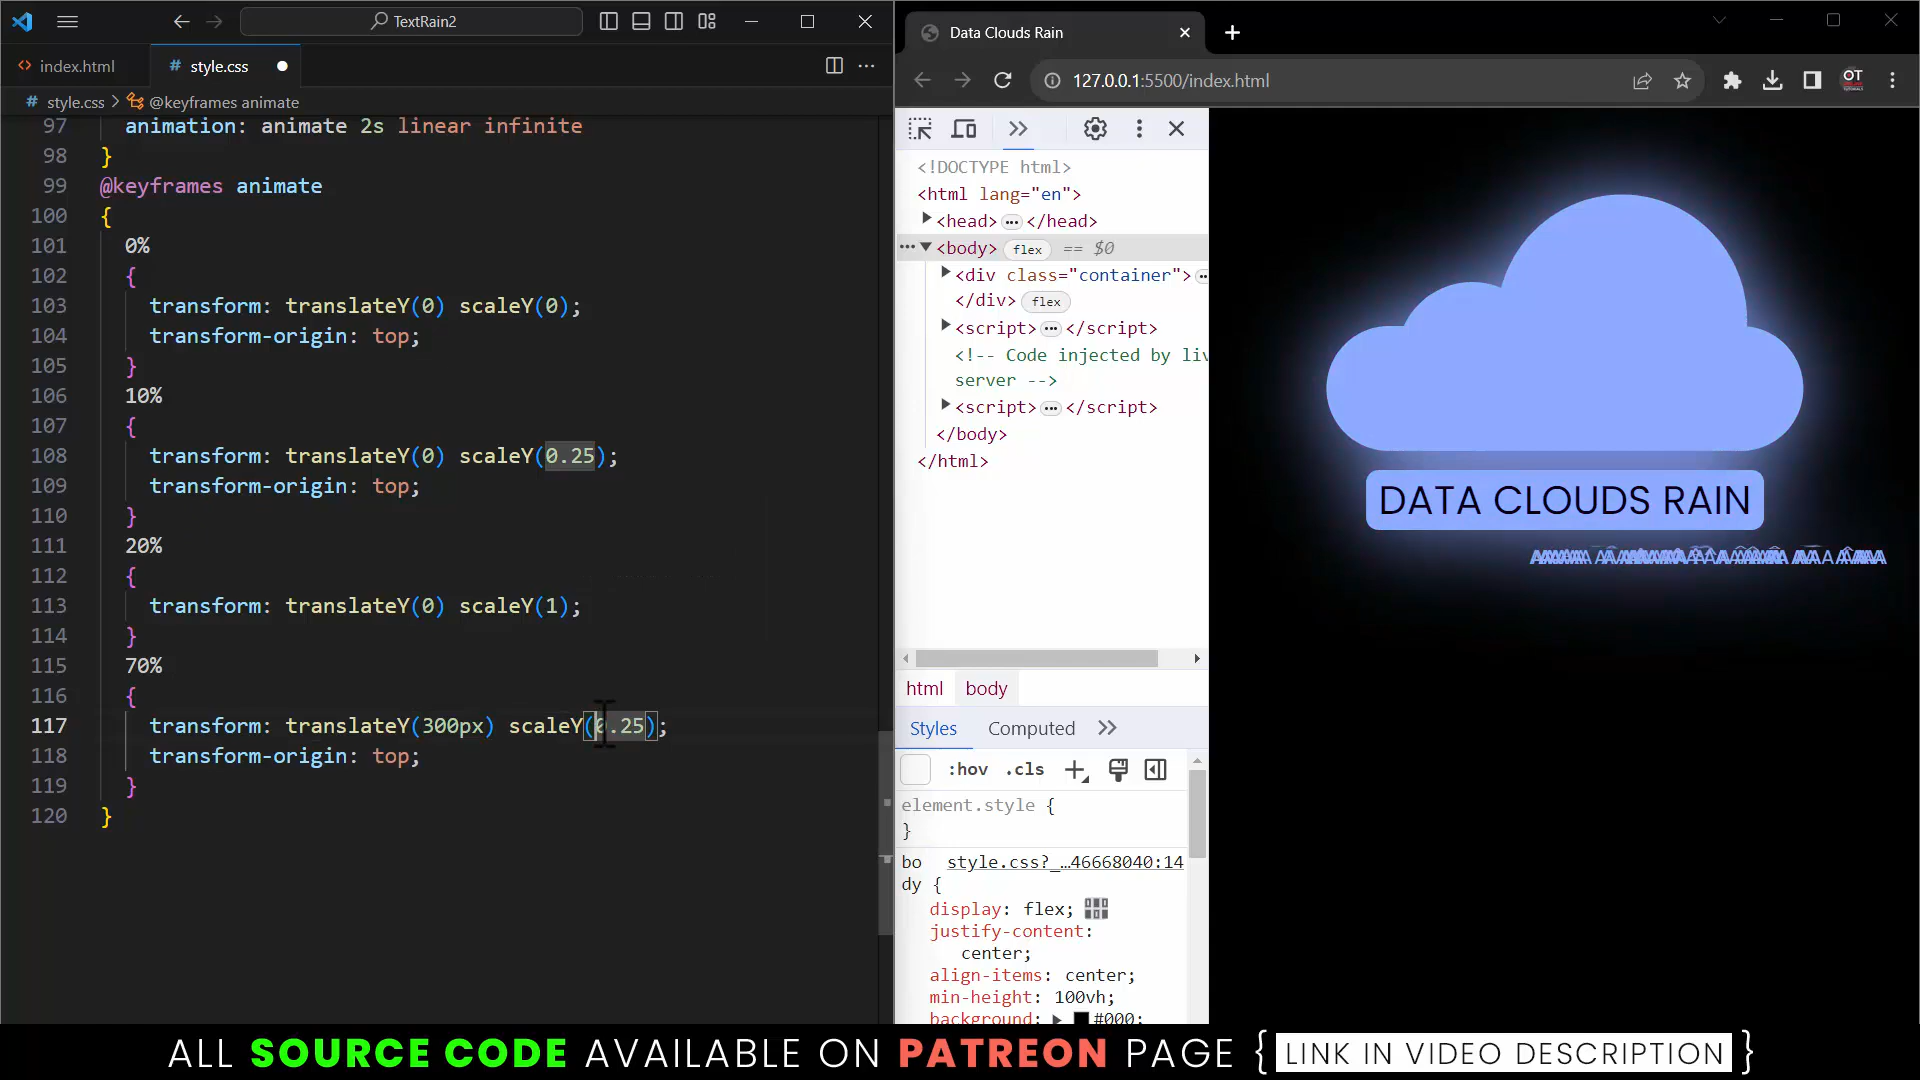 TextRain2
index.html
# style.css
# style.css > @keyframes animate
97 animation: animate 2s linear infinite
98 }
99 @keyframes animate
100 {
101 0%
102 {
103 transform: translateY(0) scaleY(0);
104 transform-origin: top;
105 }
106 10%
107 {
108 transform: translateY(0) scaleY(0.25);
109 transform-origin: top;
110 }
111 20%
112 {
113 transform: translateY(0) scaleY(1);
114 }
115 70%
116 {
117 transform: translateY(300px) scaleY(0.25);
118 transform-origin: top;
119 }
120 }
Data Clouds Rain
127.0.0.1:5500/index.html
OT
<!DOCTYPE html>
<html lang="en">
<head> ••• </head>
••• <body> flex == $0
<div class="container">
</div> flex
<script> ••• </script>
<!-- Code injected by liv
server -->
<script> ••• </script>
</body>
</html>
html body
Styles Computed
:hov .cls
element.style {
}
bo style.css?_…46668040:14
dy {
display: flex;
justify-content:
center;
align-items: center;
min-height: 100vh;
background: #000;
DATA CLOUDS RAIN
ALL SOURCE CODE AVAILABLE ON PATREON PAGE { LINK IN VIDEO DESCRIPTION }